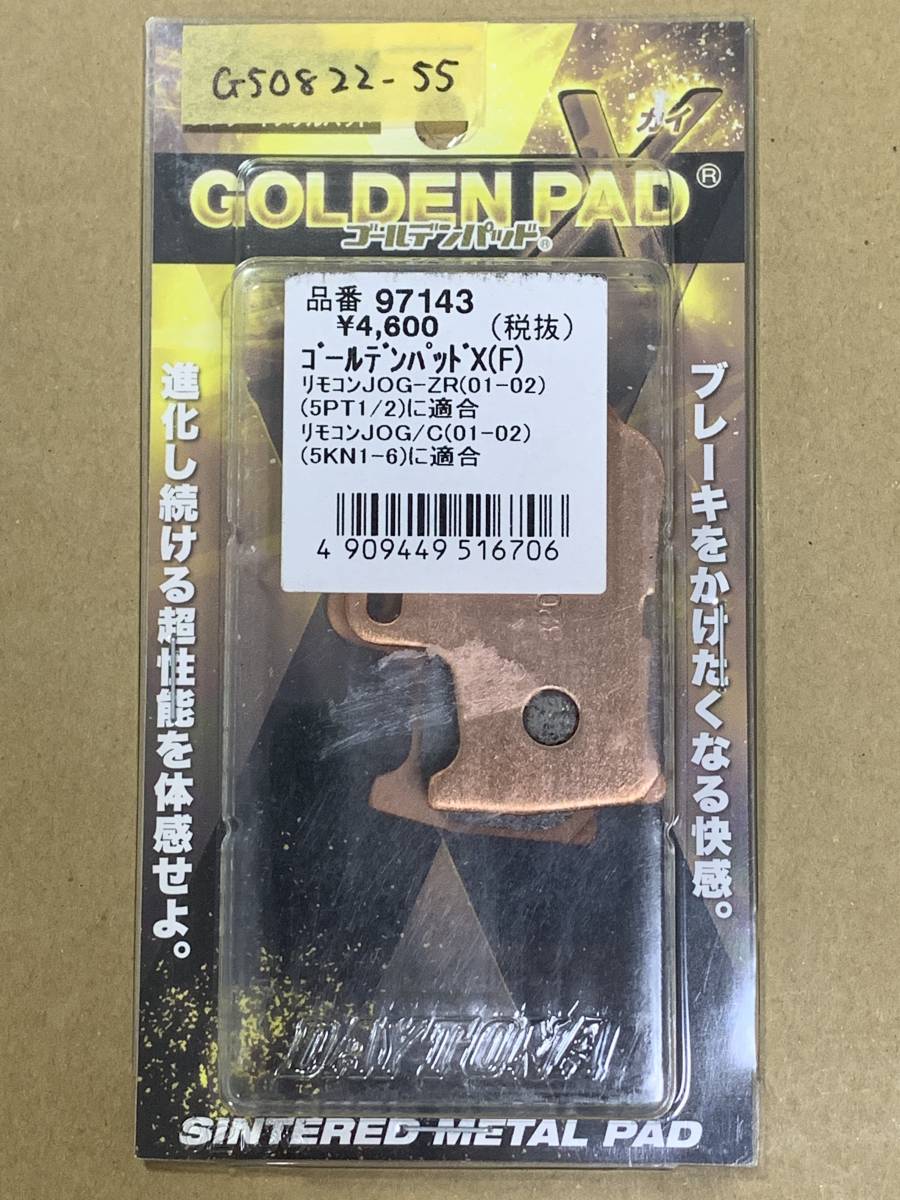 G50822-55
X
カイ
GOLDEN PAD®
ゴールデンパッド®
品番 97143
¥4,600 (税抜)
ｺﾞｰﾙﾃﾞﾝﾊﾟｯﾄﾞX(F)
ﾘﾓｺﾝJOG-ZR(01-02)
(5PT1/2)に適合
ﾘﾓｺﾝJOG/C(01-02)
(5KN1-6)に適合
4 909449 516706
ブレーキをかけたくなる快感。
進化し続ける超性能を体感せよ。
DAYTONA
SINTERED METAL PAD